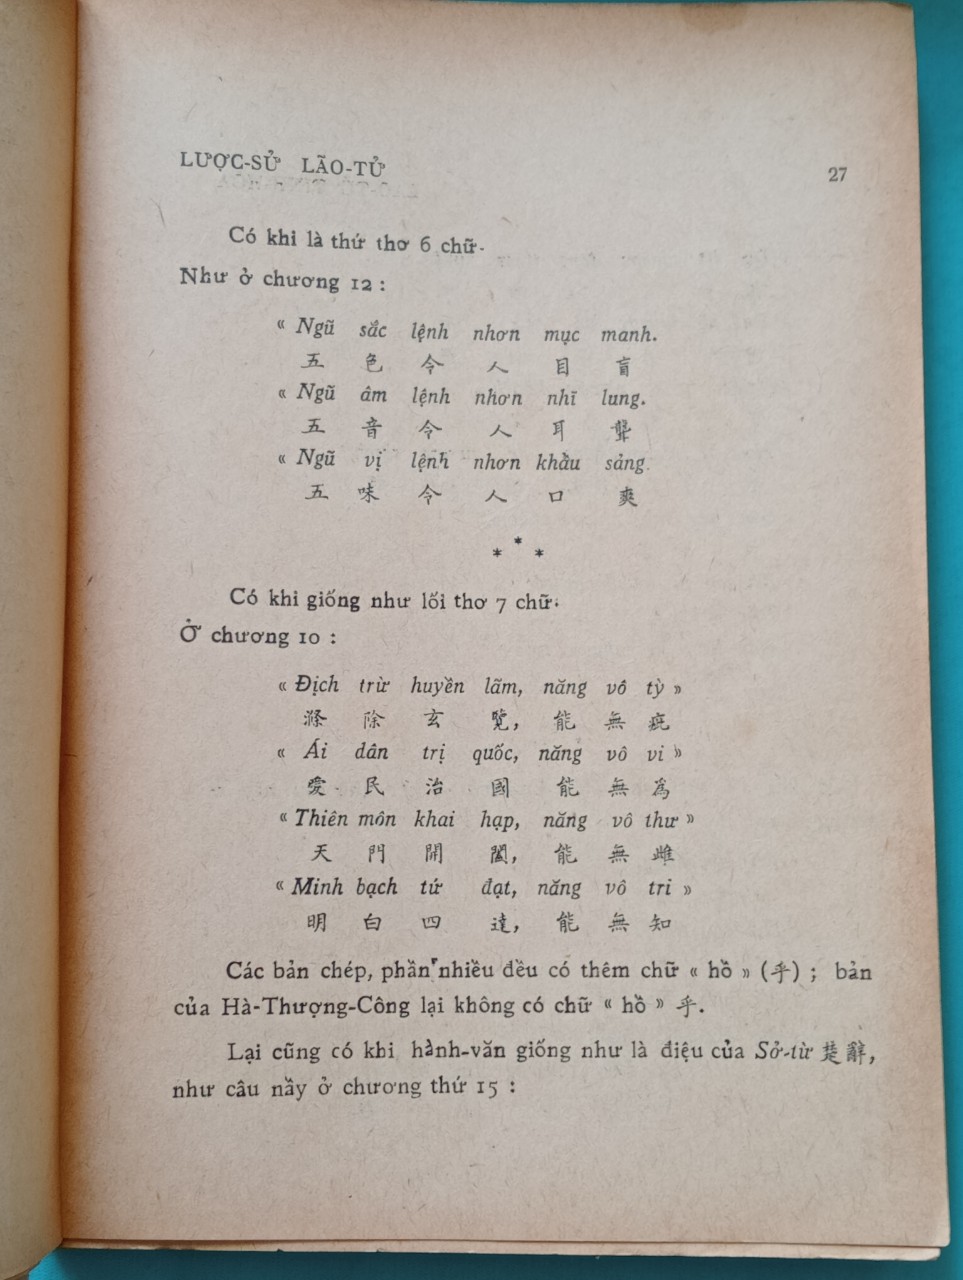 LƯỢC-SỬ LÃO-TỬ 27
Có khi là thứ thơ 6 chữ.
Như ở chương 12 :
« Ngũ sắc lệnh nhơn mục manh.
五 色 令 人 目 盲
« Ngũ âm lệnh nhơn nhĩ lung.
五 音 令 人 耳 聾
« Ngũ vị lệnh nhơn khẩu sảng.
五 味 令 人 口 爽
* * *
Có khi giống như lối thơ 7 chữ.
Ở chương 10 :
« Địch trừ huyền lãm, năng vô tỳ »
滌 除 玄 覽, 能 無 疵
« Ái dân trị quốc, năng vô vi »
愛 民 治 國 能 無 為
« Thiên môn khai hạp, năng vô thư »
天 門 開 闔, 能 無 雌
« Minh bạch tứ đạt, năng vô tri »
明 白 四 達, 能 無 知
Các bản chép, phần nhiều đều có thêm chữ « hồ » (乎) ; bản
của Hà-Thượng-Công lại không có chữ « hồ » 乎.
Lại cũng có khi hành-văn giống như là điệu của Sở-từ 楚辭,
như câu nầy ở chương thứ 15 :